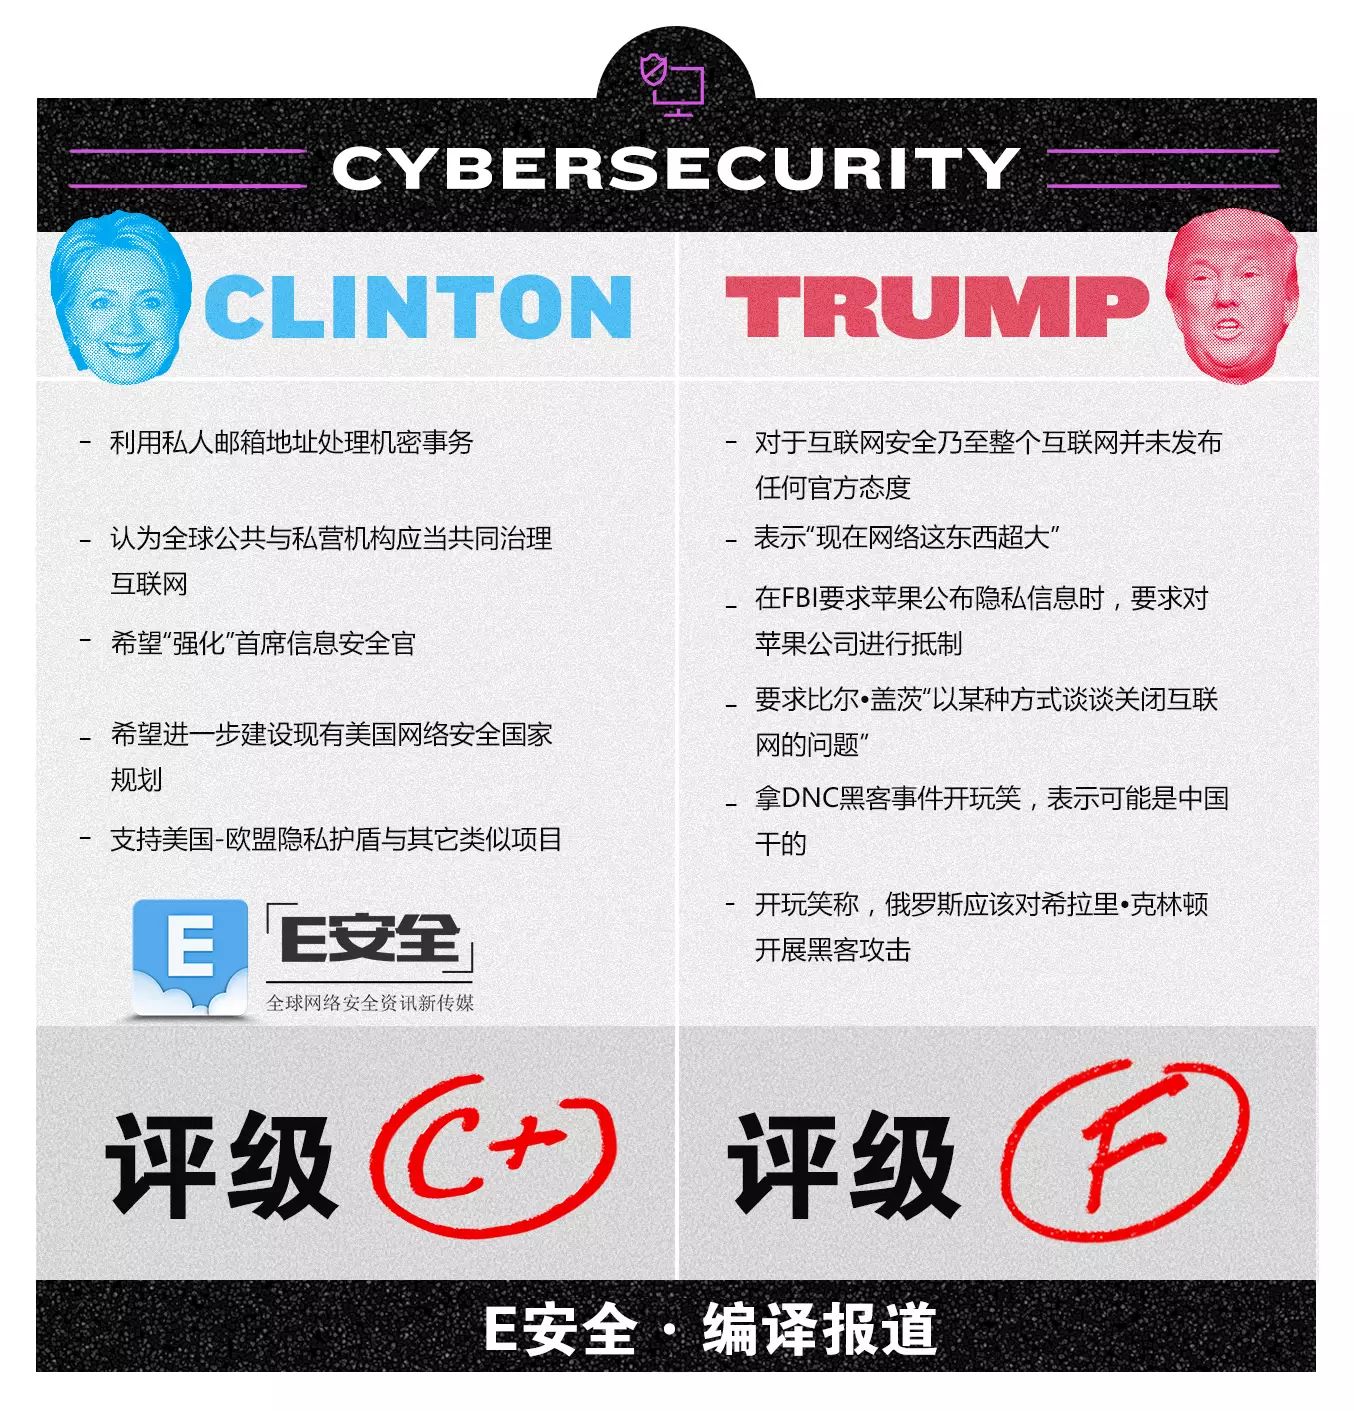 CYBERSECURITY
CLINTON
- 利用私人邮箱地址处理机密事务
- 认为全球公共与私营机构应当共同治理
互联网
- 希望“强化”首席信息安全官
- 希望进一步建设现有美国网络安全国家
规划
- 支持美国-欧盟隐私护盾与其它类似项目
E
E安全
全球网络安全资讯新传媒
评级 C+
TRUMP
- 对于互联网安全乃至整个互联网并未发布
任何官方态度
- 表示“现在网络这东西超大”
- 在FBI要求苹果公布隐私信息时，要求对
苹果公司进行抵制
- 要求比尔•盖茨“以某种方式谈谈关闭互联
网的问题”
- 拿DNC黑客事件开玩笑，表示可能是中国
干的
- 开玩笑称，俄罗斯应该对希拉里•克林顿
开展黑客攻击
评级 F
E安全 · 编译报道